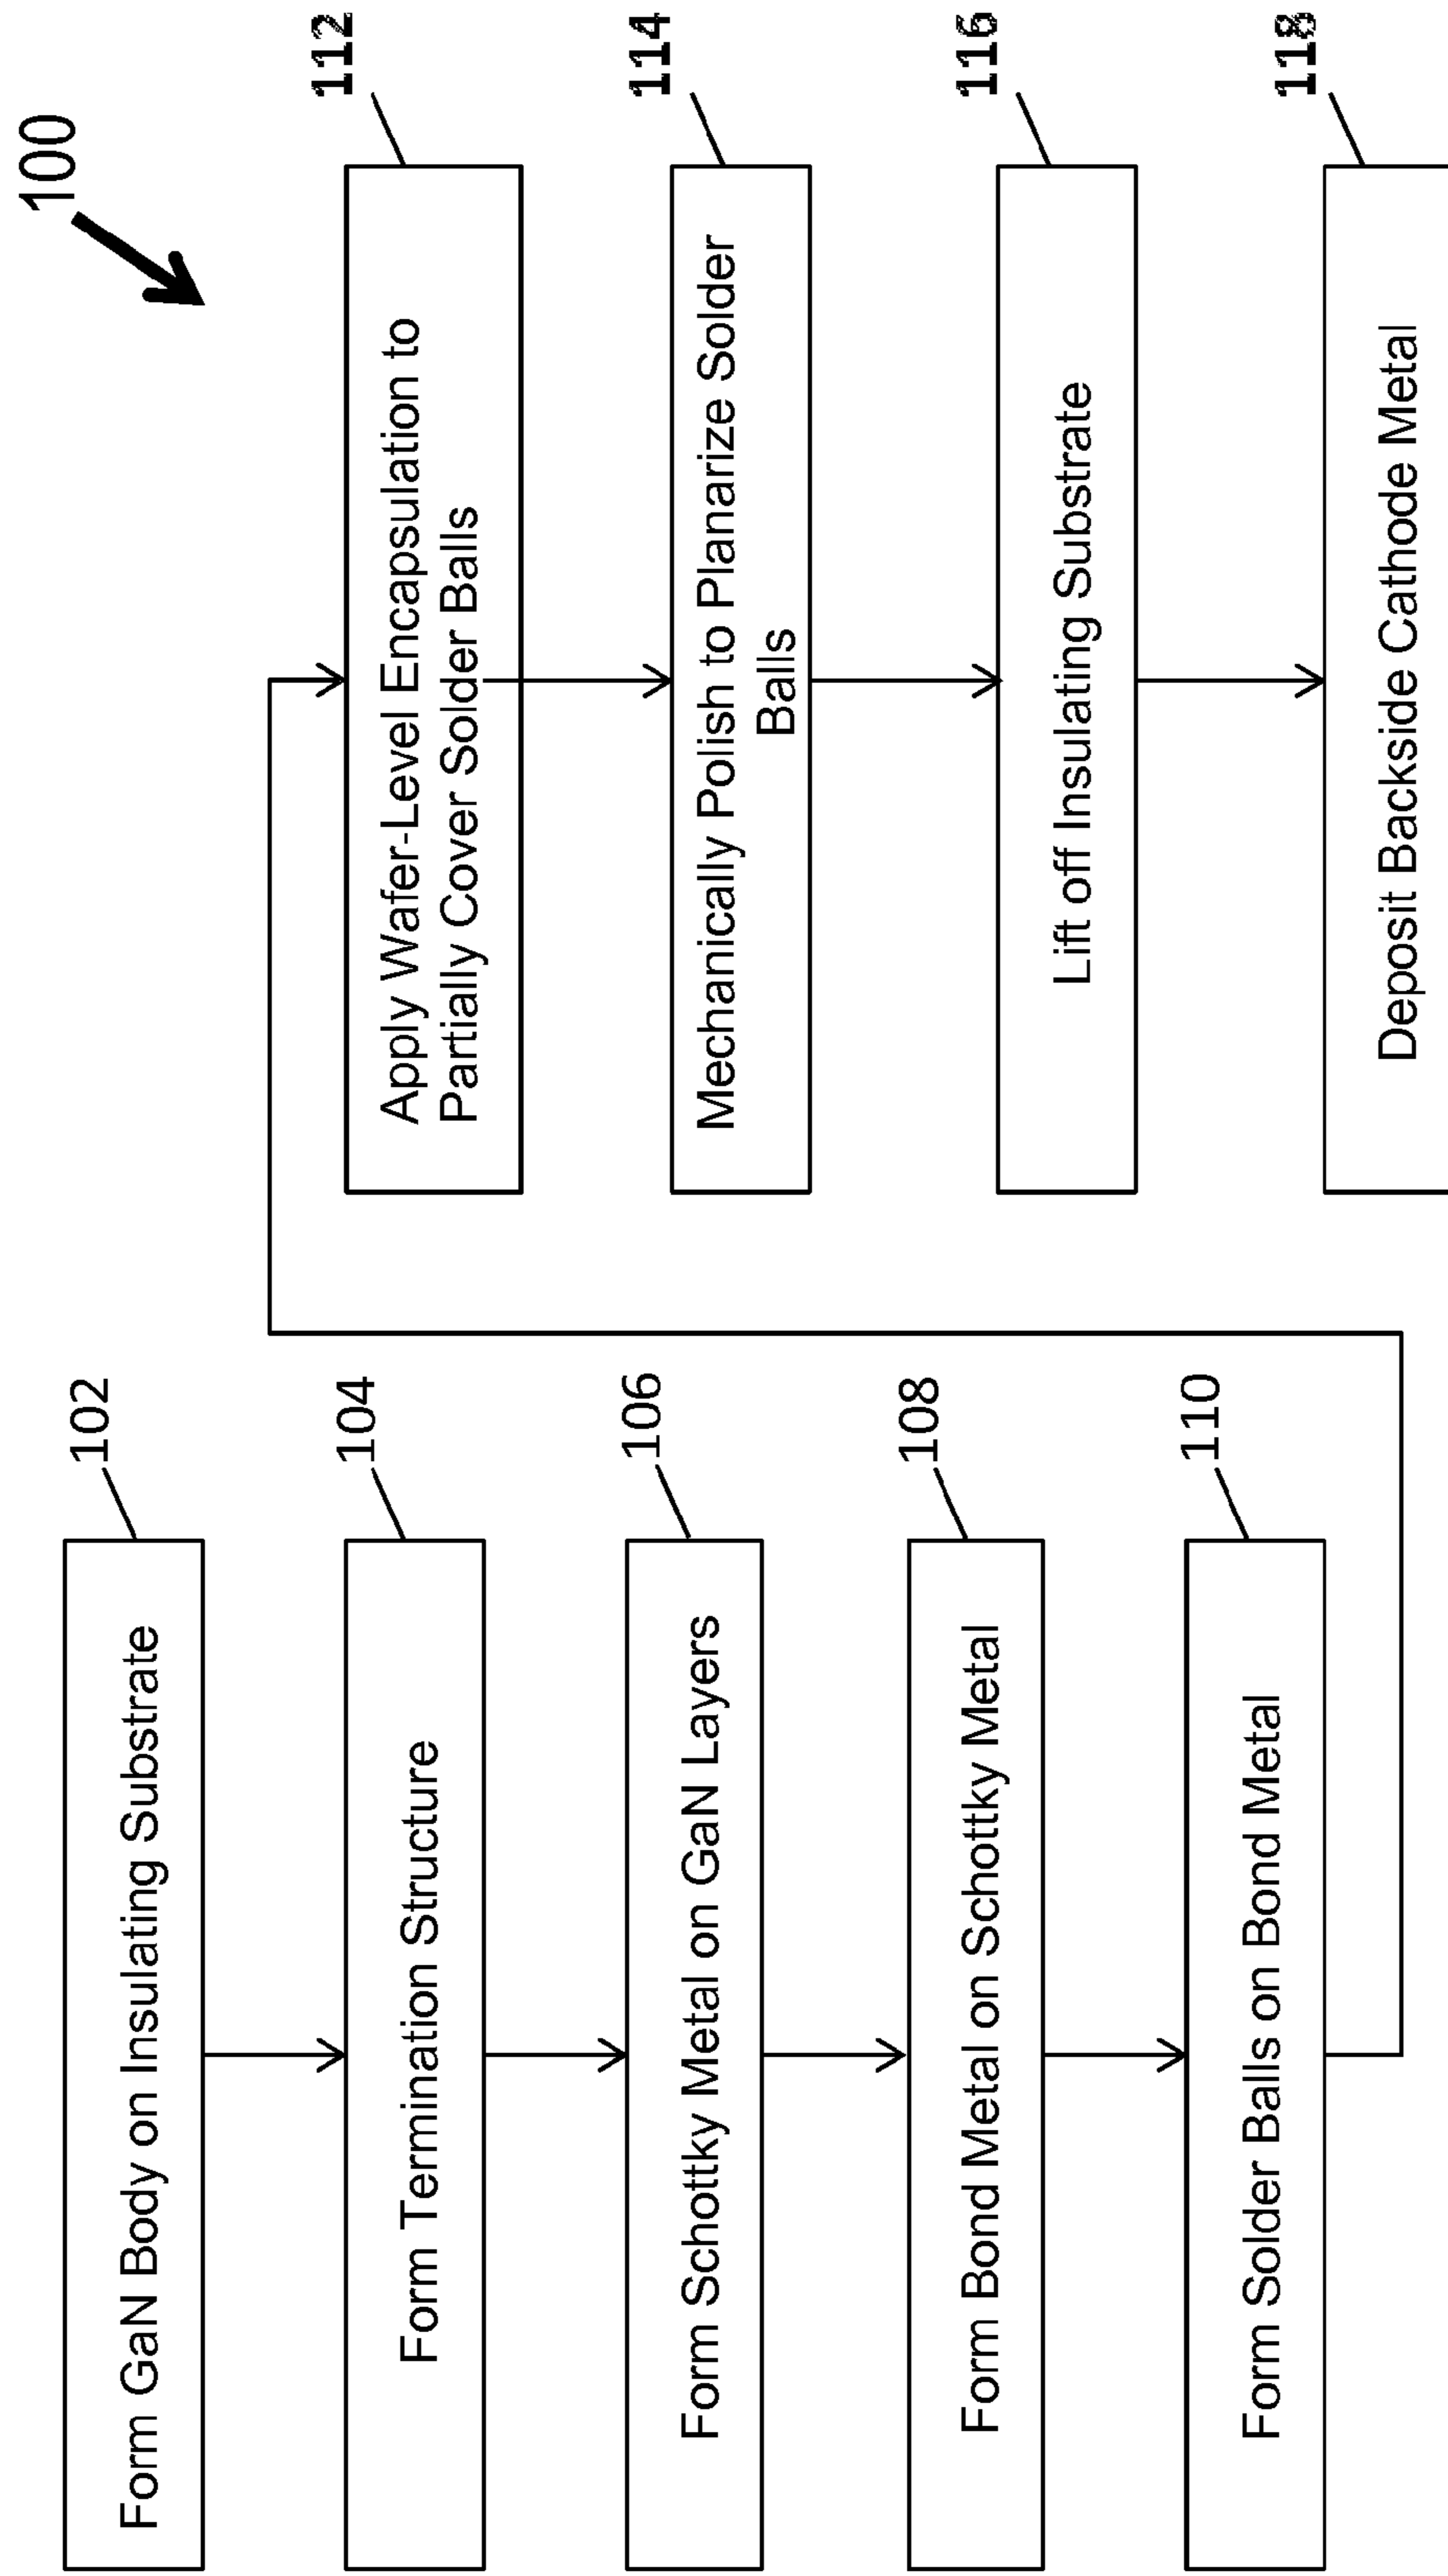 100
102
Form GaN Body on Insulating Substrate
104
Form Termination Structure
106
Form Schottky Metal on GaN Layers
108
Form Bond Metal on Schottky Metal
110
Form Solder Balls on Bond Metal
112
Apply Wafer-Level Encapsulation to
Partially Cover Solder Balls
114
Mechanically Polish to Planarize Solder
Balls
116
Lift off Insulating Substrate
118
Deposit Backside Cathode Metal